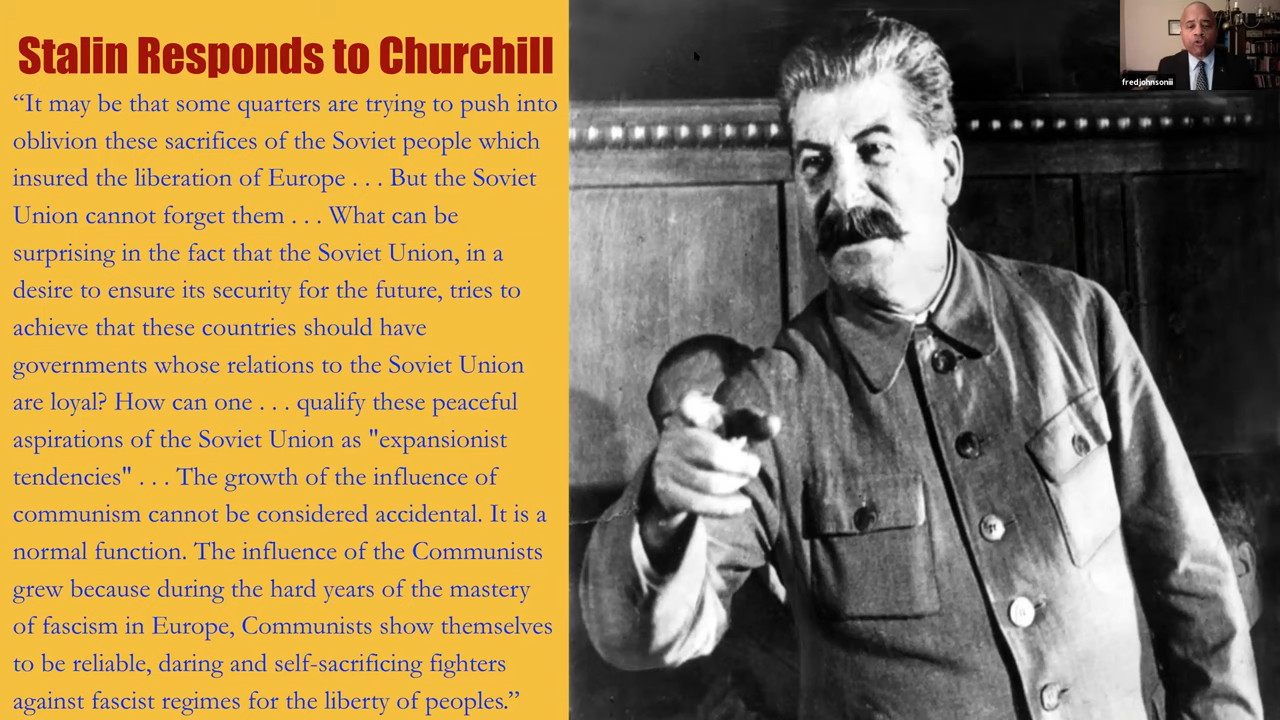 Stalin Responds to Churchill
“It may be that some quarters are trying to push into
oblivion these sacrifices of the Soviet people which
insured the liberation of Europe . . . But the Soviet
Union cannot forget them . . . What can be
surprising in the fact that the Soviet Union, in a
desire to ensure its security for the future, tries to
achieve that these countries should have
governments whose relations to the Soviet Union
are loyal? How can one . . . qualify these peaceful
aspirations of the Soviet Union as "expansionist
tendencies" . . . The growth of the influence of
communism cannot be considered accidental. It is a
normal function. The influence of the Communists
grew because during the hard years of the mastery
of fascism in Europe, Communists show themselves
to be reliable, daring and self-sacrificing fighters
against fascist regimes for the liberty of peoples.”
fredjohnsoniii